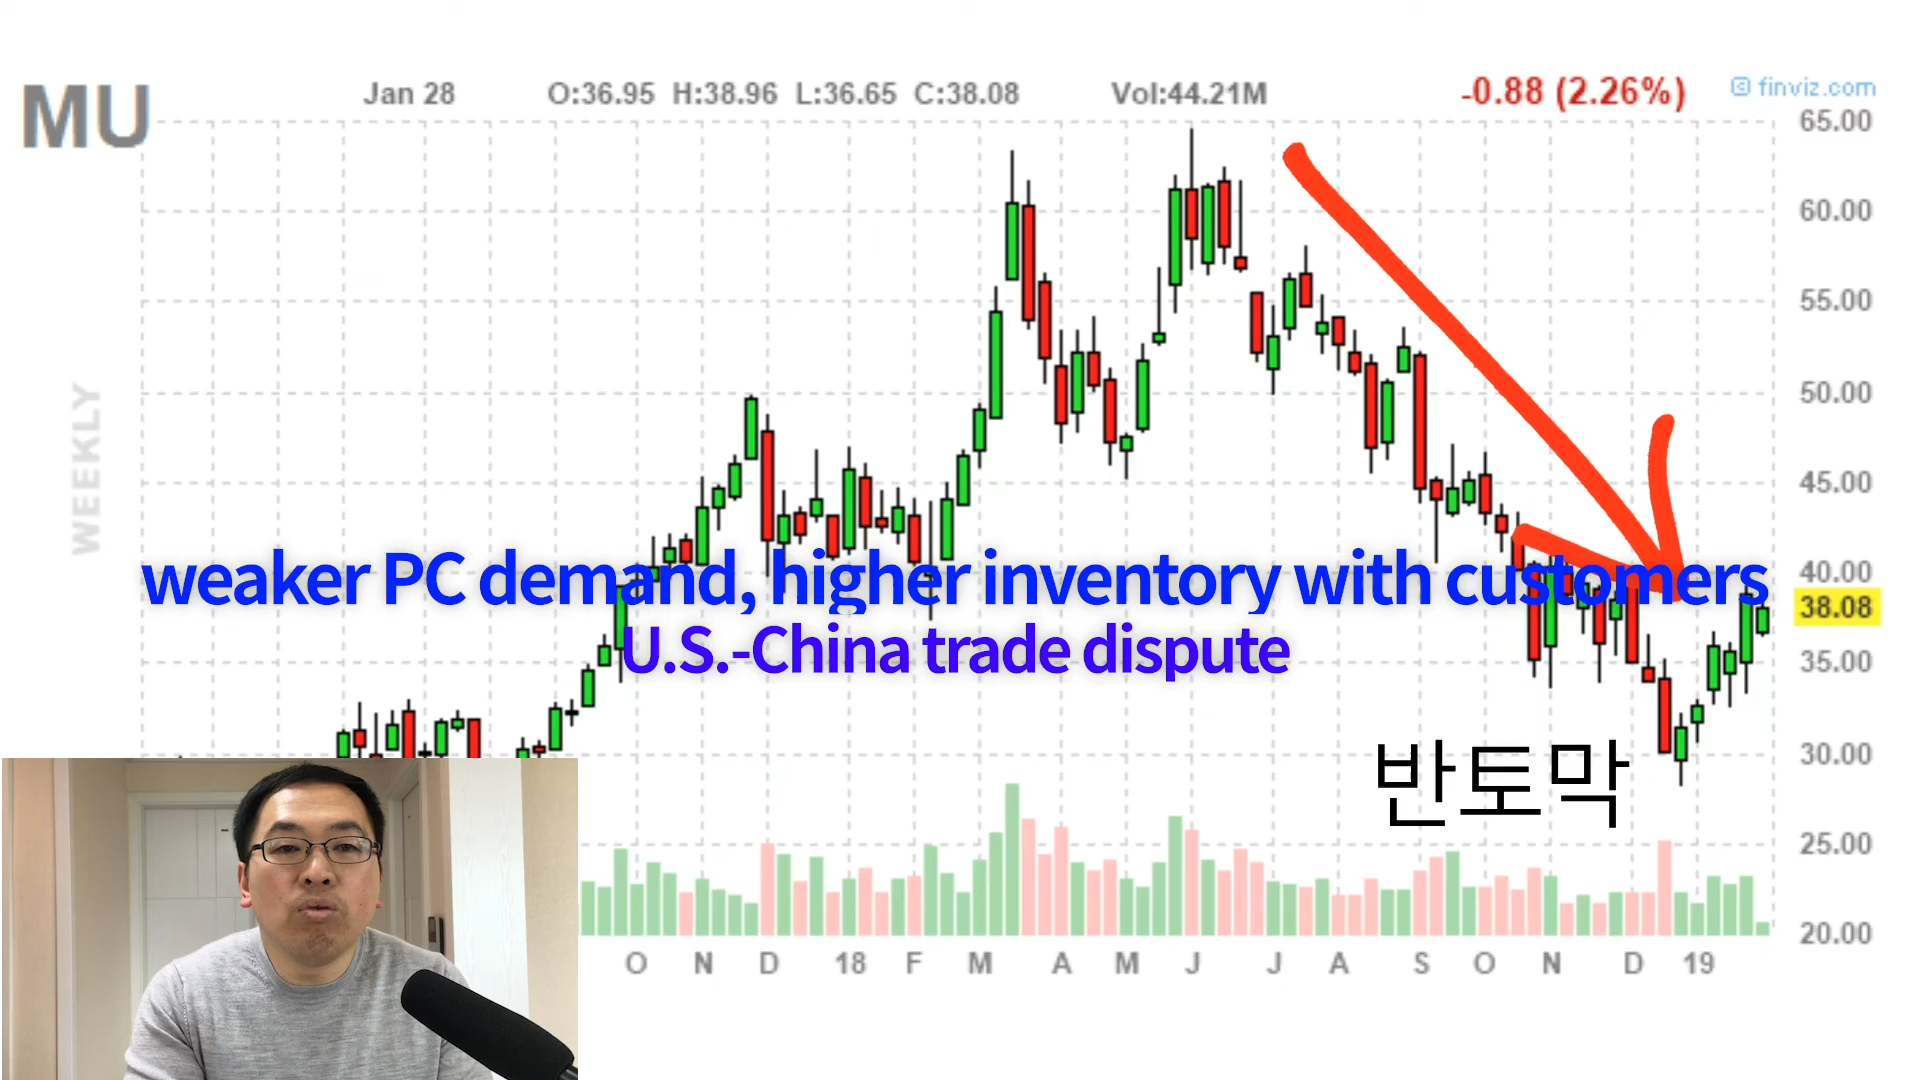 MU Jan 28 O:36.95 H:38.96 L:36.65 C:38.08 Vol:44.21M -0.88 (2.26%) finviz.com
65.00
60.00
55.00
50.00
WEEKLY
45.00
40.00
weaker PC demand, higher inventory with customers
38.08
U.S.-China trade dispute
35.00
30.00
반토막
25.00
20.00
O N D 18 F M A M J J A S O N D 19